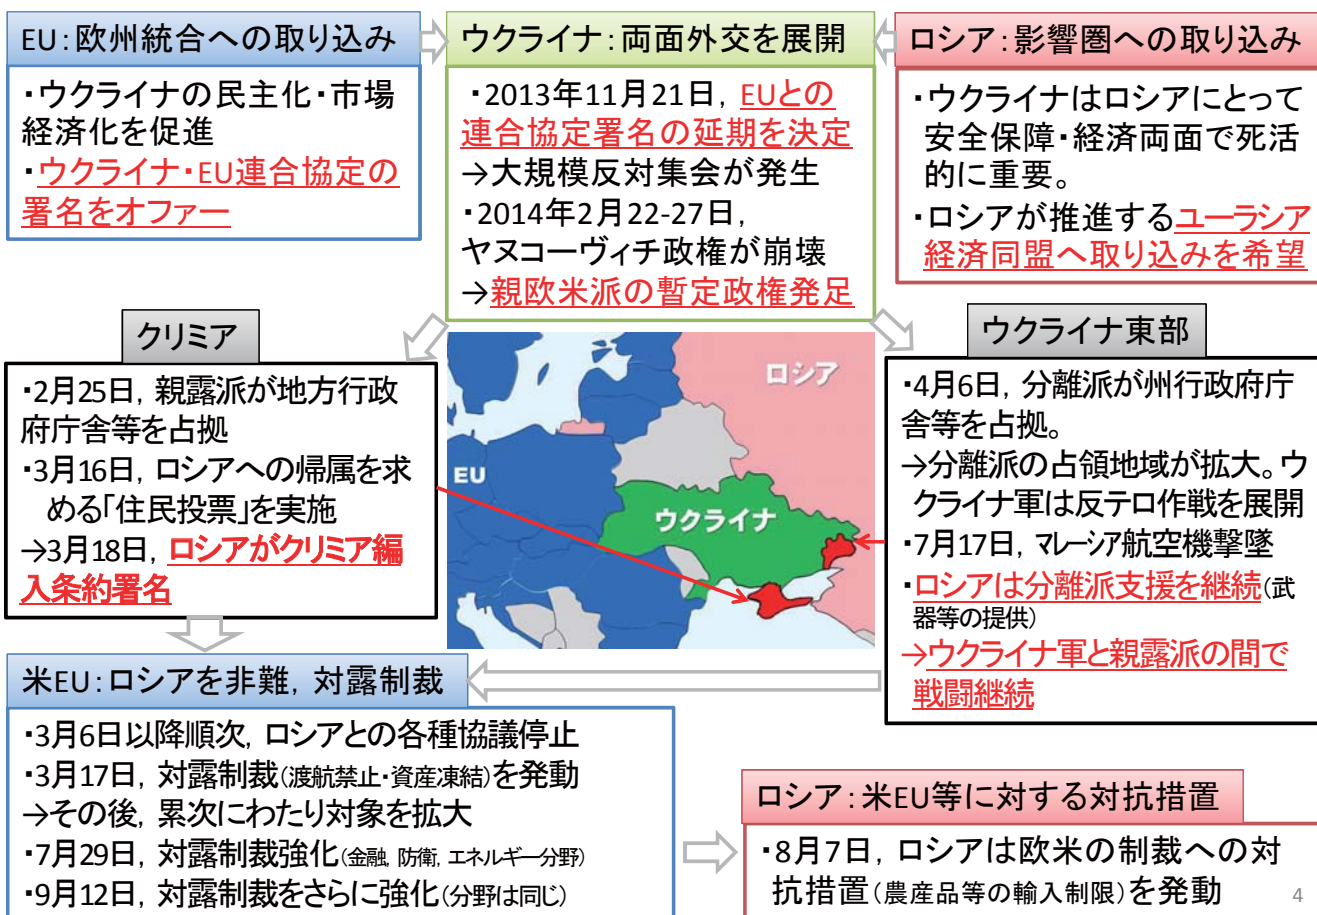 EU：欧州統合への取り込み
・ウクライナの民主化・市場
経済化を促進
・ウクライナ・EU連合協定の
署名をオファー
ウクライナ：両面外交を展開
・2013年11月21日，EUとの
連合協定署名の延期を決定
→大規模反対集会が発生
・2014年2月22-27日，
ヤヌコーヴィチ政権が崩壊
→親欧米派の暫定政権発足
ロシア：影響圏への取り込み
・ウクライナはロシアにとって
安全保障・経済両面で死活
的に重要。
・ロシアが推進するユーラシア
経済同盟へ取り込みを希望
クリミア
・2月25日，親露派が地方行政
府庁舎等を占拠
・3月16日，ロシアへの帰属を求
める「住民投票」を実施
→3月18日，ロシアがクリミア編
入条約署名
ロシア
EU
ウクライナ
ウクライナ東部
・4月6日，分離派が州行政府庁
舎等を占拠。
→分離派の占領地域が拡大。ウ
クライナ軍は反テロ作戦を展開
・7月17日，マレーシア航空機撃墜
・ロシアは分離派支援を継続(武
器等の提供)
→ウクライナ軍と親露派の間で
戦闘継続
米EU：ロシアを非難，対露制裁
・3月6日以降順次，ロシアとの各種協議停止
・3月17日，対露制裁(渡航禁止・資産凍結)を発動
→その後，累次にわたり対象を拡大
・7月29日，対露制裁強化(金融，防衛，エネルギー分野)
・9月12日，対露制裁をさらに強化(分野は同じ)
ロシア：米EU等に対する対抗措置
・8月7日，ロシアは欧米の制裁への対
抗措置(農産品等の輸入制限)を発動
4